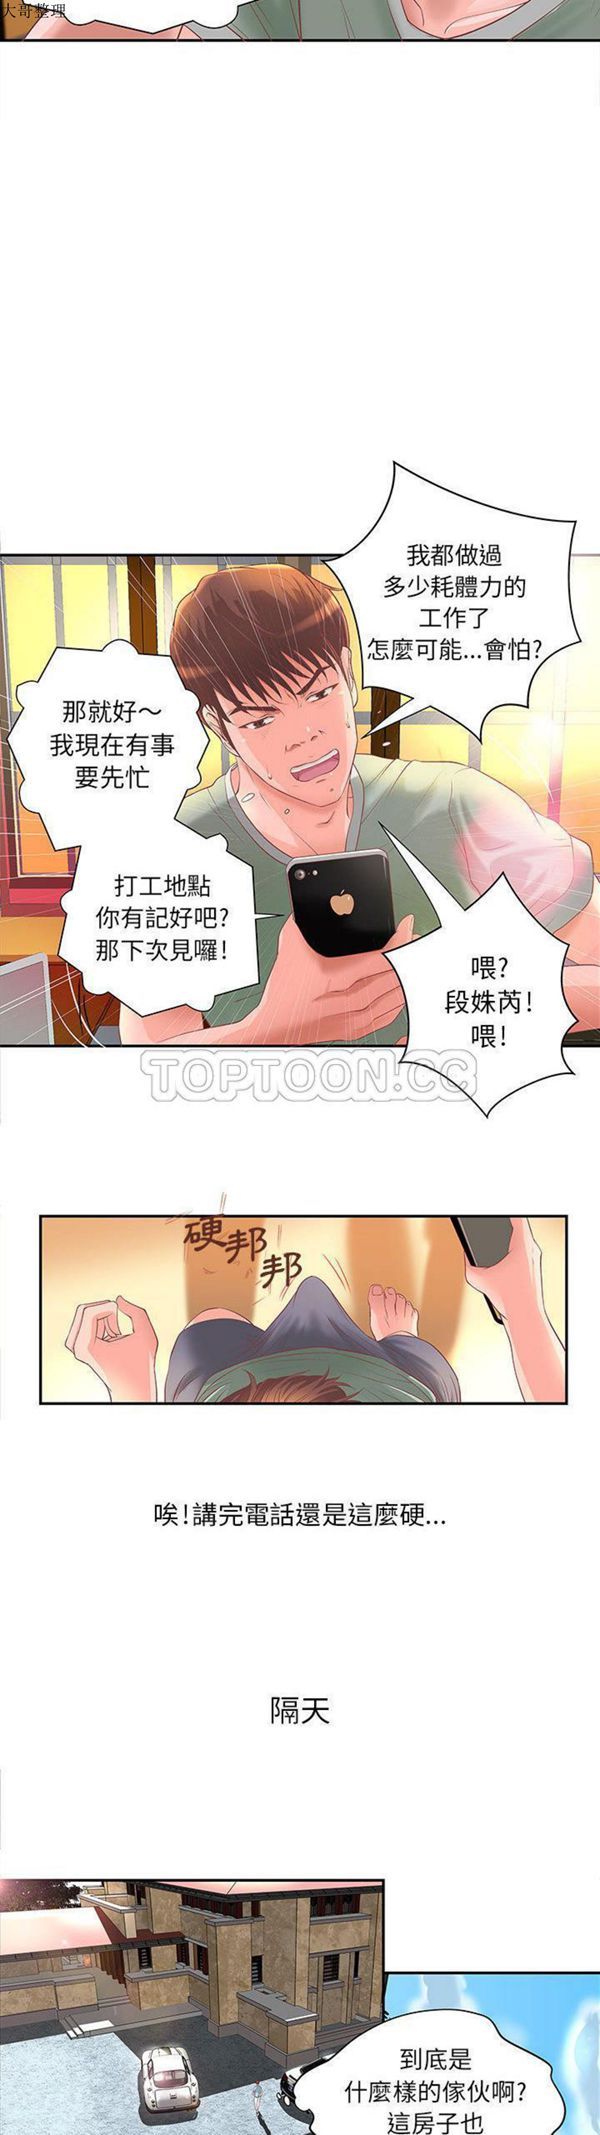 大哥整理
我都做過
多少耗體力的
工作了
怎麼可能...會怕?
那就好～
我現在有事
要先忙
打工地點
你有記好吧?
那下次見囉!
喂?
段姝芮!
喂!
TOPTOON.CC
硬邦邦
唉!講完電話還是這麼硬...
隔天
到底是
什麼樣的傢伙啊?
這房子也